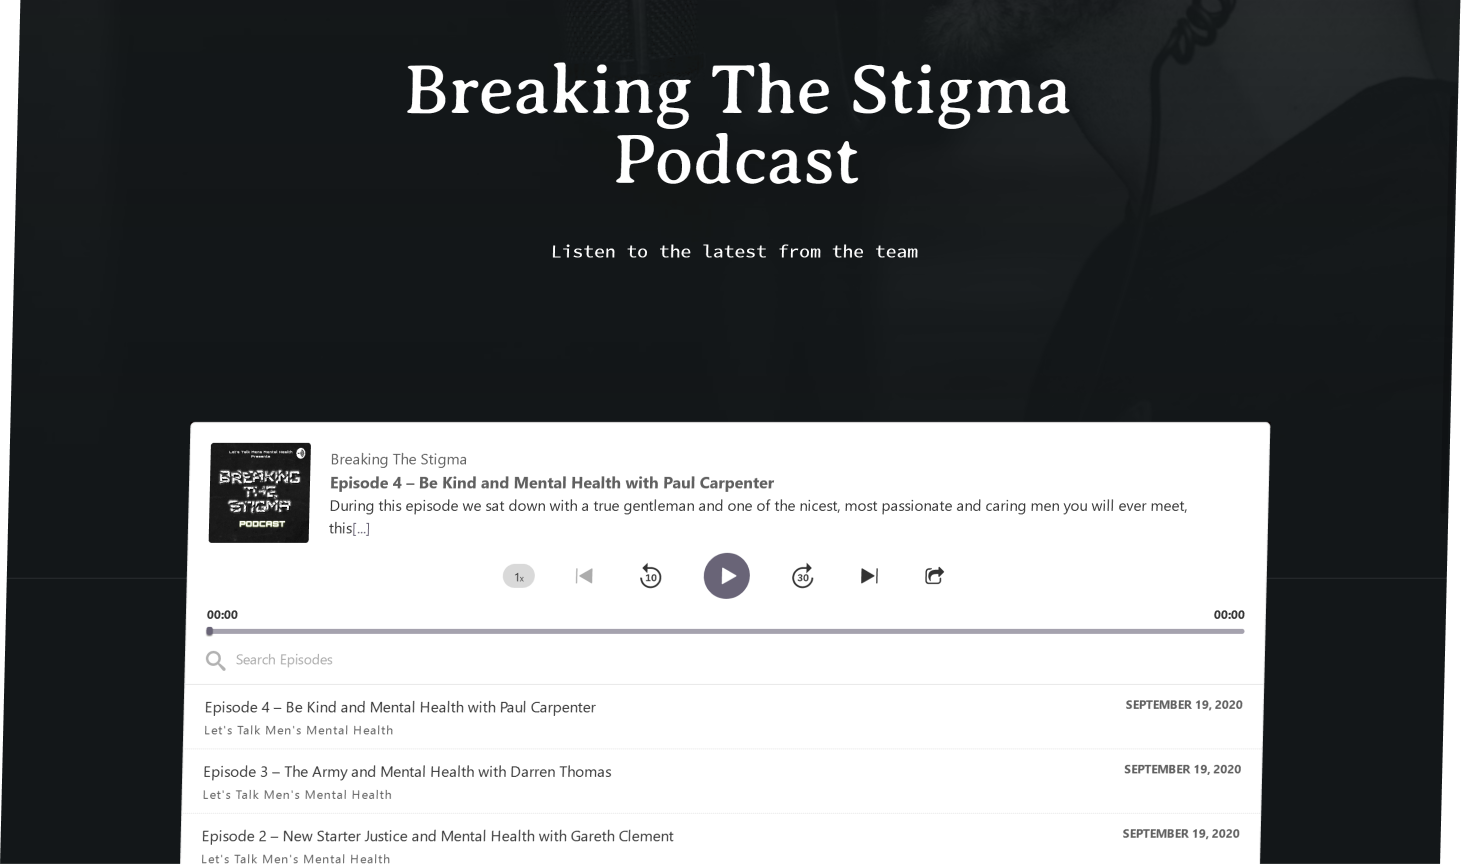 Breaking The Stigma
Podcast
Listen to the latest from the team
Let's Talk Mens Mental Health
Presents
BREAKING
THE
STIGMA
PODCAST
Breaking The Stigma
Episode 4 – Be Kind and Mental Health with Paul Carpenter
During this episode we sat down with a true gentleman and one of the nicest, most passionate and caring men you will ever meet,
this[...]
1x
10
30
00:00
00:00
Search Episodes
Episode 4 – Be Kind and Mental Health with Paul Carpenter
SEPTEMBER 19, 2020
Let's Talk Men's Mental Health
Episode 3 – The Army and Mental Health with Darren Thomas
SEPTEMBER 19, 2020
Let's Talk Men's Mental Health
Episode 2 – New Starter Justice and Mental Health with Gareth Clement
SEPTEMBER 19, 2020
Let's Talk Men's Mental Health